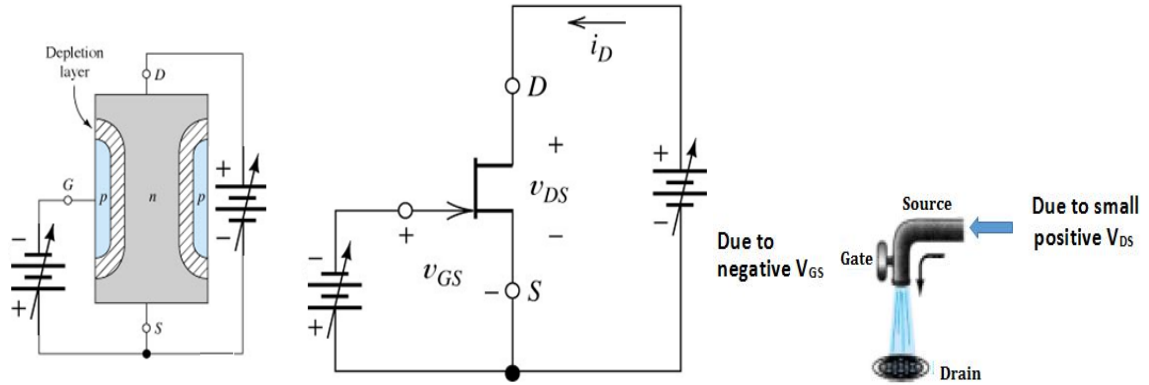 Depletion
layer
D
+
G
p
n
p
−
−
+
S
i_D
D
+
+
v_DS
−
−
+
v_GS
−
−
+
S
Due to
negative V_GS
Source
Gate
Due to small
positive V_DS
Drain